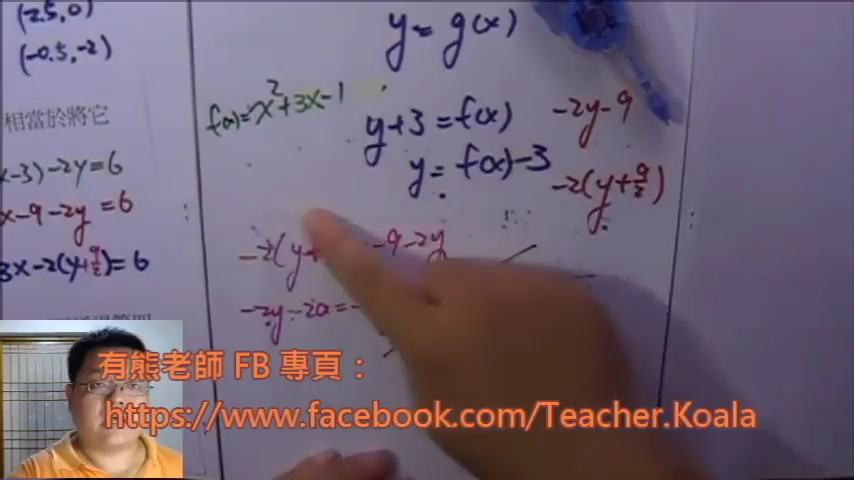 (2.5,0)
(-0.5,-2)
相當於將它
x-3)-2y=6
x-9-2y=6
3x-2(y+9/2)=6
y=g(x)
f(x)=x²+3x-1
y+3=f(x)
y=f(x)-3
-2y-9
-2(y+9/2)
-2(y+
-9-2y
-2y-2a=-
有熊老師 FB 專頁：
https://www.facebook.com/Teacher.Koala